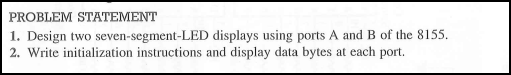 PROBLEM STATEMENT
1. Design two seven-segment-LED displays using ports A and B of the 8155.
2. Write initialization instructions and display data bytes at each port.